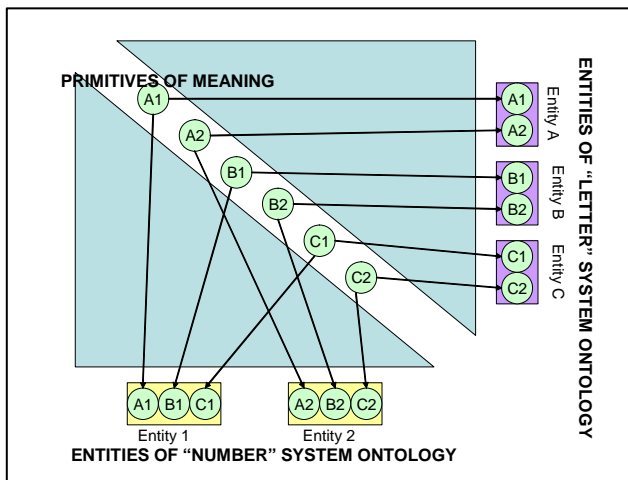 PRIMITIVES OF MEANING
A1
A2
B1
B2
C1
C2
A1
A2
Entity A
B1
B2
Entity B
C1
C2
Entity C
ENTITIES OF “LETTER” SYSTEM ONTOLOGY
A1 B1 C1
Entity 1
A2 B2 C2
Entity 2
ENTITIES OF “NUMBER” SYSTEM ONTOLOGY